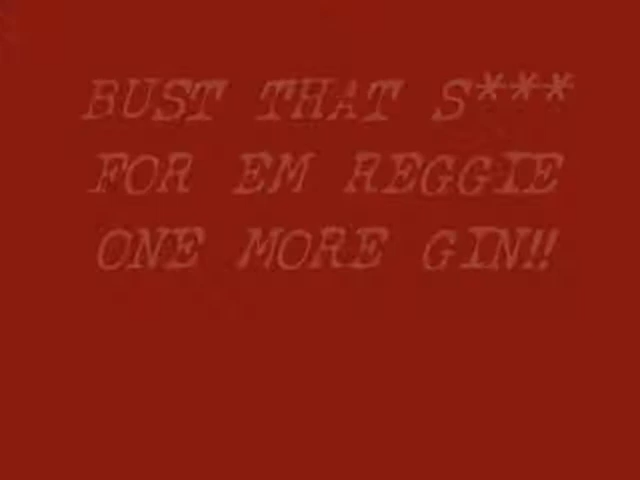 BUST THAT S***
FOR EM REGGIE
ONE MORE GIN!!